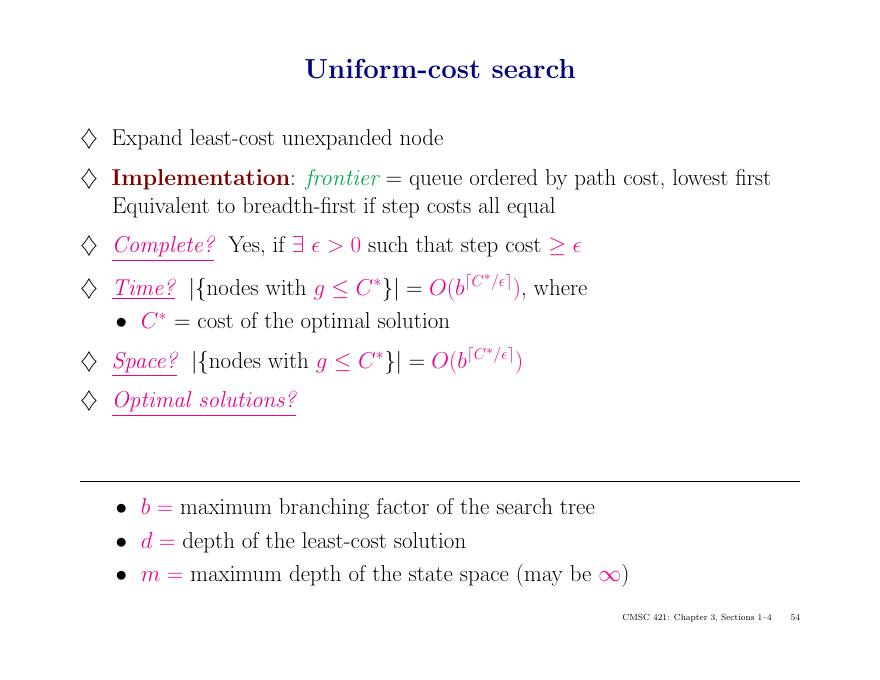 Uniform-cost search
♢ Expand least-cost unexpanded node
♢ Implementation: frontier = queue ordered by path cost, lowest first
Equivalent to breadth-first if step costs all equal
♢ Complete? Yes, if ∃ ϵ > 0 such that step cost ≥ ϵ
♢ Time? |{nodes with g ≤ C*}| = O(b^⌈C*/ϵ⌉), where
• C* = cost of the optimal solution
♢ Space? |{nodes with g ≤ C*}| = O(b^⌈C*/ϵ⌉)
♢ Optimal solutions?
• b = maximum branching factor of the search tree
• d = depth of the least-cost solution
• m = maximum depth of the state space (may be ∞)
CMSC 421: Chapter 3, Sections 1–4 54